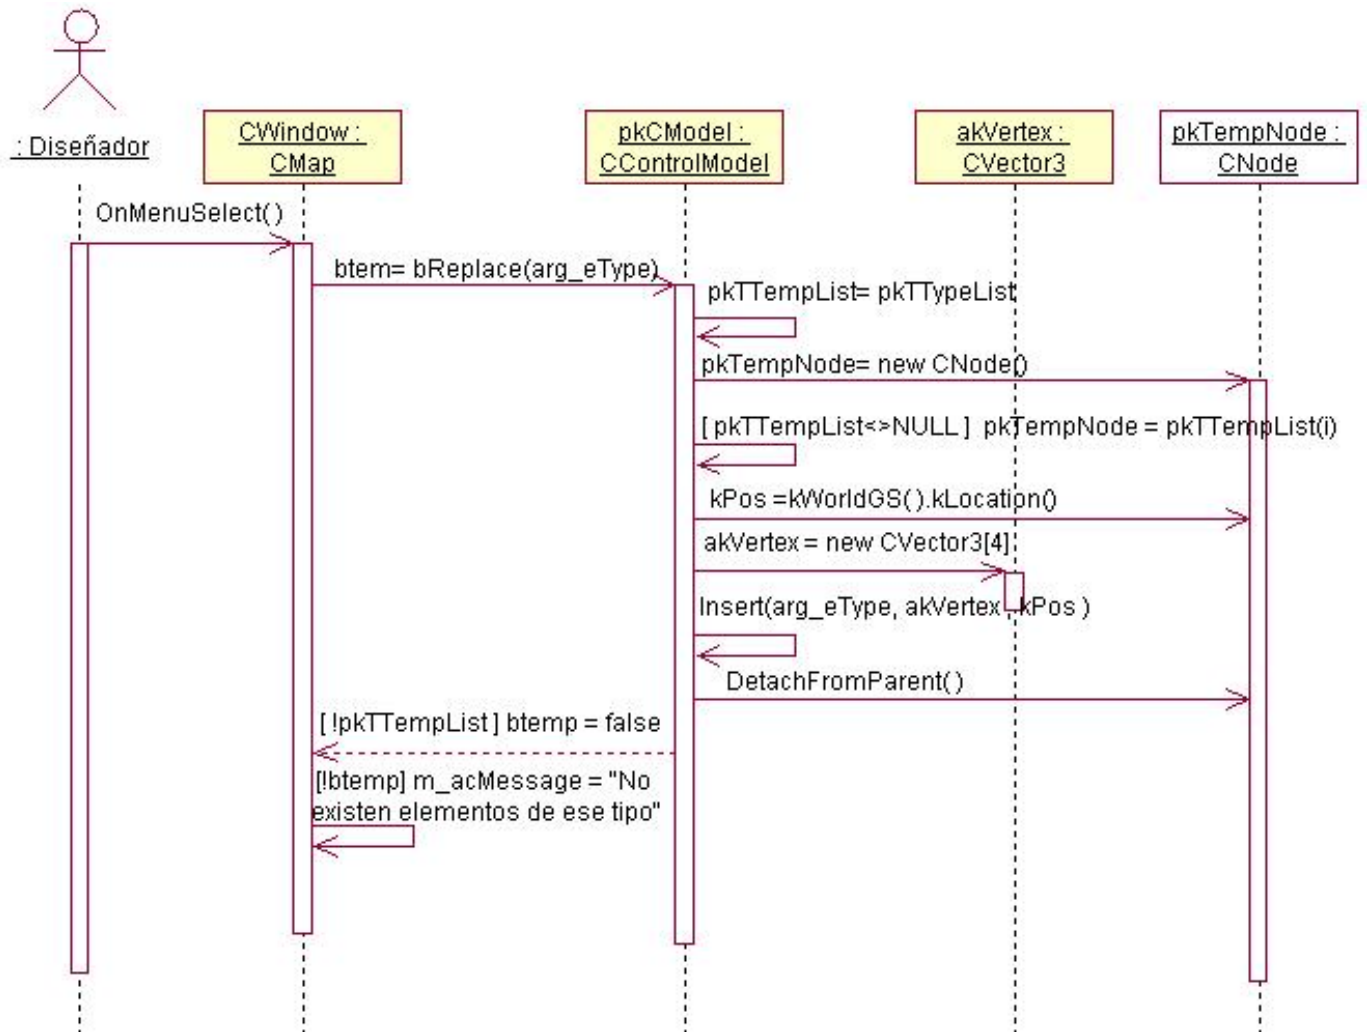 : Diseñador
CWindow :
CMap
pkCModel :
CControlModel
akVertex :
CVector3
pkTempNode :
CNode
OnMenuSelect( )
btem= bReplace(arg_eType)
pkTTempList= pkTTypeList
pkTempNode= new CNode()
[ pkTTempList<>NULL ] pkTempNode = pkTTempList(i)
kPos =kWorldGS( ).kLocation()
akVertex = new CVector3[4]
Insert(arg_eType, akVertex , kPos )
DetachFromParent( )
[ !pkTTempList ] btemp = false
[!btemp] m_acMessage = "No
existen elementos de ese tipo"